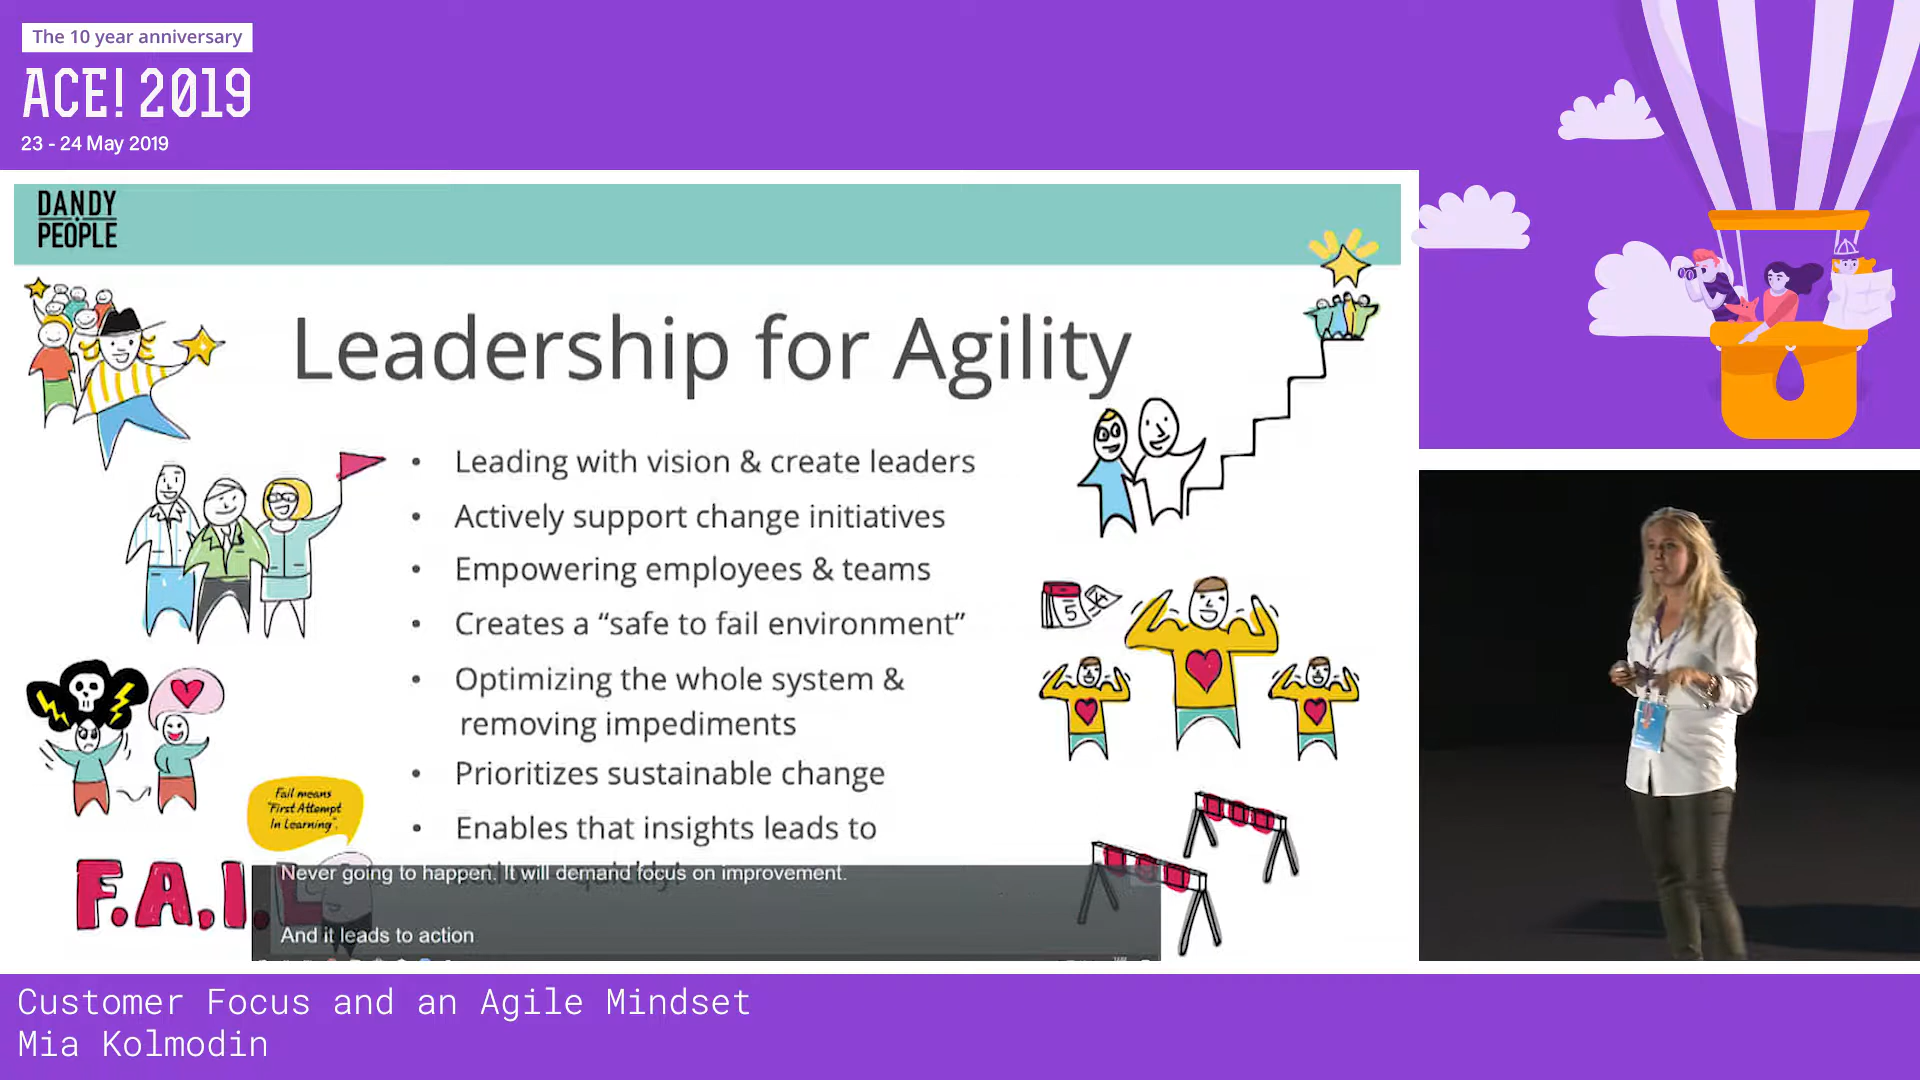 The 10 year anniversary
ACE! 2019
23 - 24 May 2019
DANDY
PEOPLE
Leadership for Agility
• Leading with vision & create leaders
• Actively support change initiatives
• Empowering employees & teams
• Creates a “safe to fail environment”
• Optimizing the whole system &
removing impediments
• Prioritizes sustainable change
• Enables that insights leads to
quickly!
5 4
Fail means
"First Attempt
In Learning".
F.A.I.L
Never going to happen. It will demand focus on improvement.
And it leads to action
Customer Focus and an Agile Mindset
Mia Kolmodin